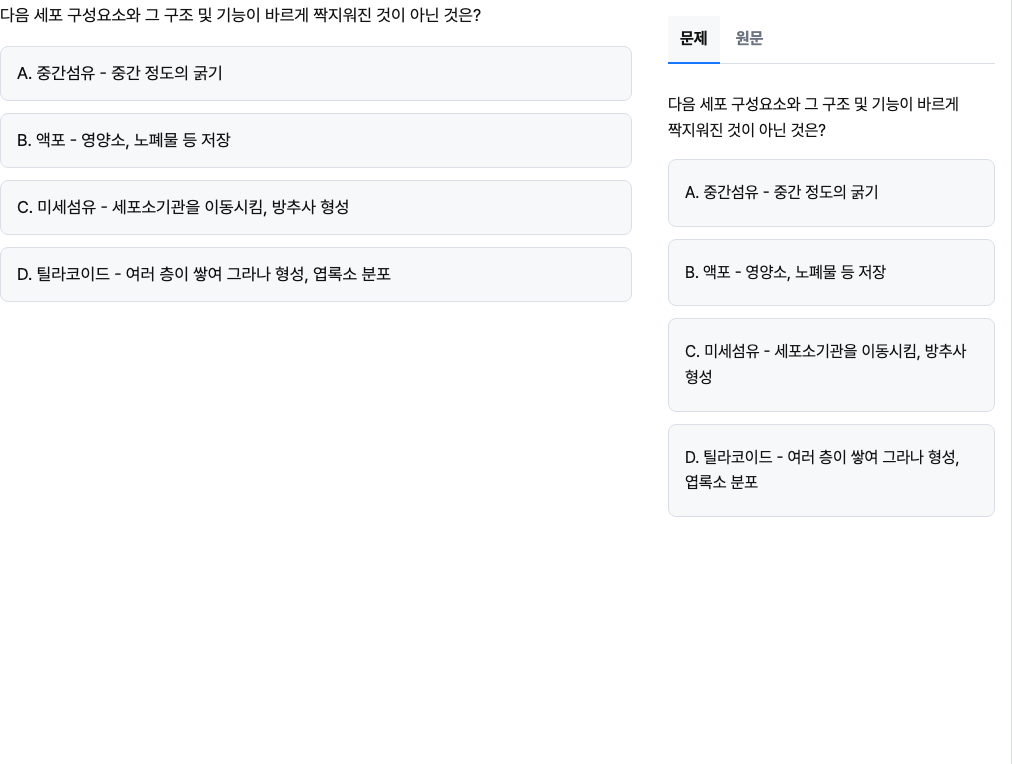 다음 세포 구성요소와 그 구조 및 기능이 바르게 짝지워진 것이 아닌 것은?
A. 중간섬유 - 중간 정도의 굵기
B. 액포 - 영양소, 노폐물 등 저장
C. 미세섬유 - 세포소기관을 이동시킴, 방추사 형성
D. 틸라코이드 - 여러 층이 쌓여 그라나 형성, 엽록소 분포
문제 원문
다음 세포 구성요소와 그 구조 및 기능이 바르게
짝지워진 것이 아닌 것은?
A. 중간섬유 - 중간 정도의 굵기
B. 액포 - 영양소, 노폐물 등 저장
C. 미세섬유 - 세포소기관을 이동시킴, 방추사
형성
D. 틸라코이드 - 여러 층이 쌓여 그라나 형성,
엽록소 분포